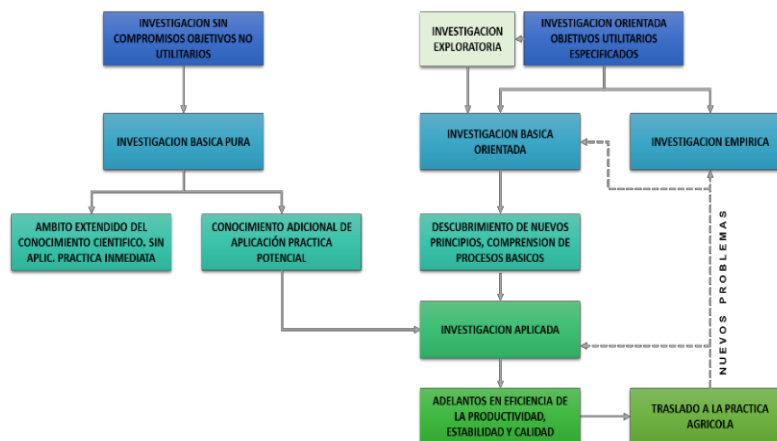 INVESTIGACION SIN
COMPROMISOS OBJETIVOS NO
UTILITARIOS
INVESTIGACION
EXPLORATORIA
INVESTIGACION ORIENTADA
OBJETIVOS UTILITARIOS
ESPECIFICADOS
INVESTIGACION BASICA PURA
INVESTIGACION BASICA
ORIENTADA
INVESTIGACION EMPIRICA
AMBITO EXTENDIDO DEL
CONOCIMIENTO CIENTIFICO. SIN
APLIC. PRACTICA INMEDIATA
CONOCIMIENTO ADICIONAL DE
APLICACIÓN PRACTICA
POTENCIAL
DESCUBRIMIENTO DE NUEVOS
PRINCIPIOS, COMPRENSION DE
PROCESOS BASICOS
NUEVOS PROBLEMAS
INVESTIGACION APLICADA
ADELANTOS EN EFICIENCIA DE
LA PRODUCTIVIDAD,
ESTABILIDAD Y CALIDAD
TRASLADO A LA PRACTICA
AGRICOLA